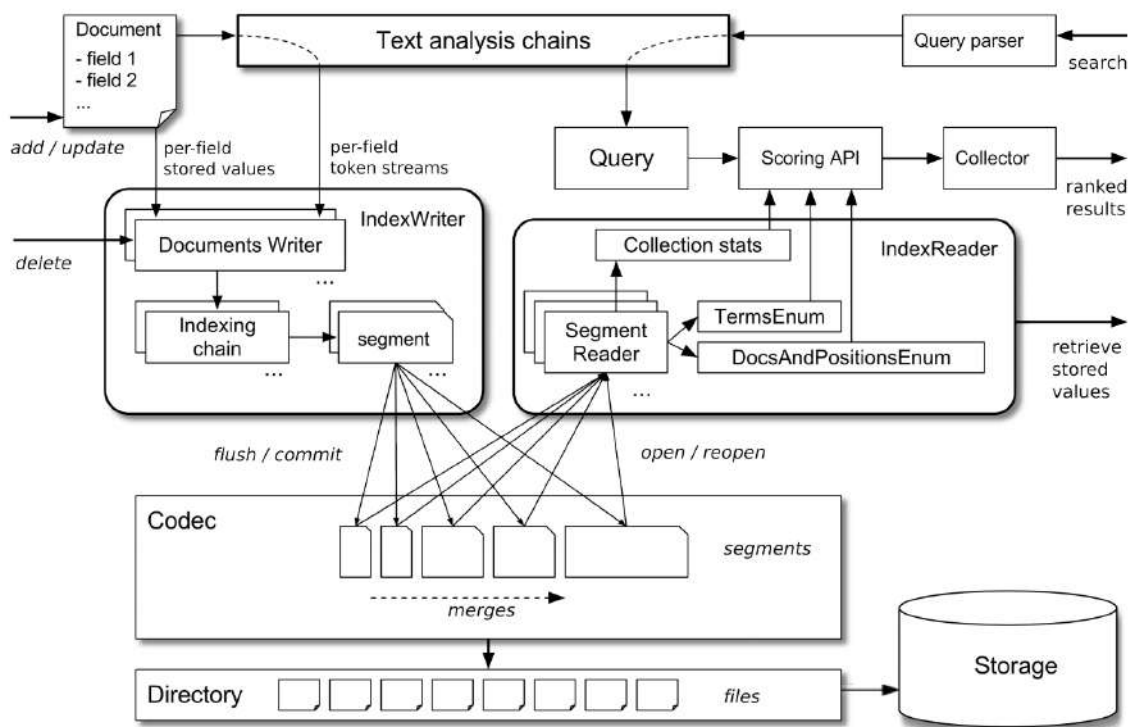 Document
- field 1
- field 2
...
Text analysis chains
Query parser
search
add / update
per-field
stored values
per-field
token streams
Query
Scoring API
Collector
ranked
results
IndexWriter
Documents Writer
...
delete
Indexing
chain
...
segment
...
IndexReader
Collection stats
Segment
Reader
...
TermsEnum
DocsAndPositionsEnum
retrieve
stored
values
flush / commit
open / reopen
Codec
segments
merges
Directory
files
Storage